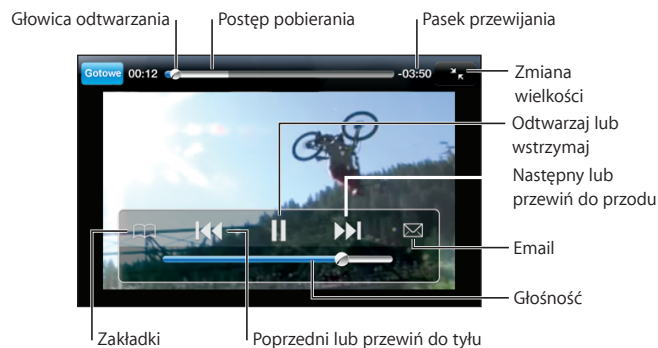 Głowica odtwarzania
Postęp pobierania
Pasek przewijania
Gotowe
00:12
-03:50
Zmiana
wielkości
Odtwarzaj lub
wstrzymaj
Następny lub
przewiń do przodu
Email
Głośność
Zakładki
Poprzedni lub przewiń do tyłu